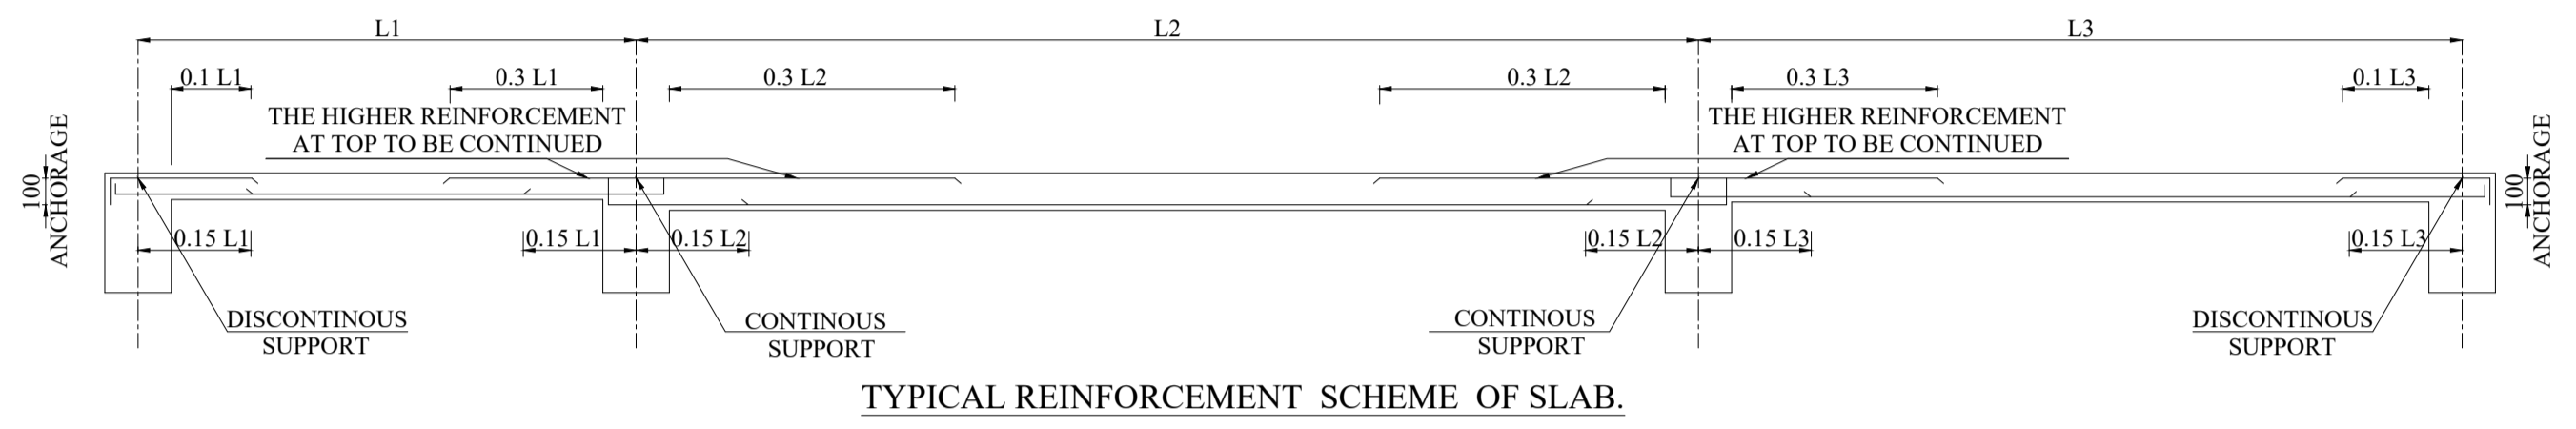 L1
L2
L3
0.1 L1
0.3 L1
0.3 L2
0.3 L2
0.3 L3
0.1 L3
THE HIGHER REINFORCEMENT
AT TOP TO BE CONTINUED
THE HIGHER REINFORCEMENT
AT TOP TO BE CONTINUED
100
ANCHORAGE
100
ANCHORAGE
0.15 L1
0.15 L1
0.15 L2
0.15 L2
0.15 L3
0.15 L3
DISCONTINOUS
SUPPORT
CONTINOUS
SUPPORT
CONTINOUS
SUPPORT
DISCONTINOUS
SUPPORT
TYPICAL REINFORCEMENT SCHEME OF SLAB.